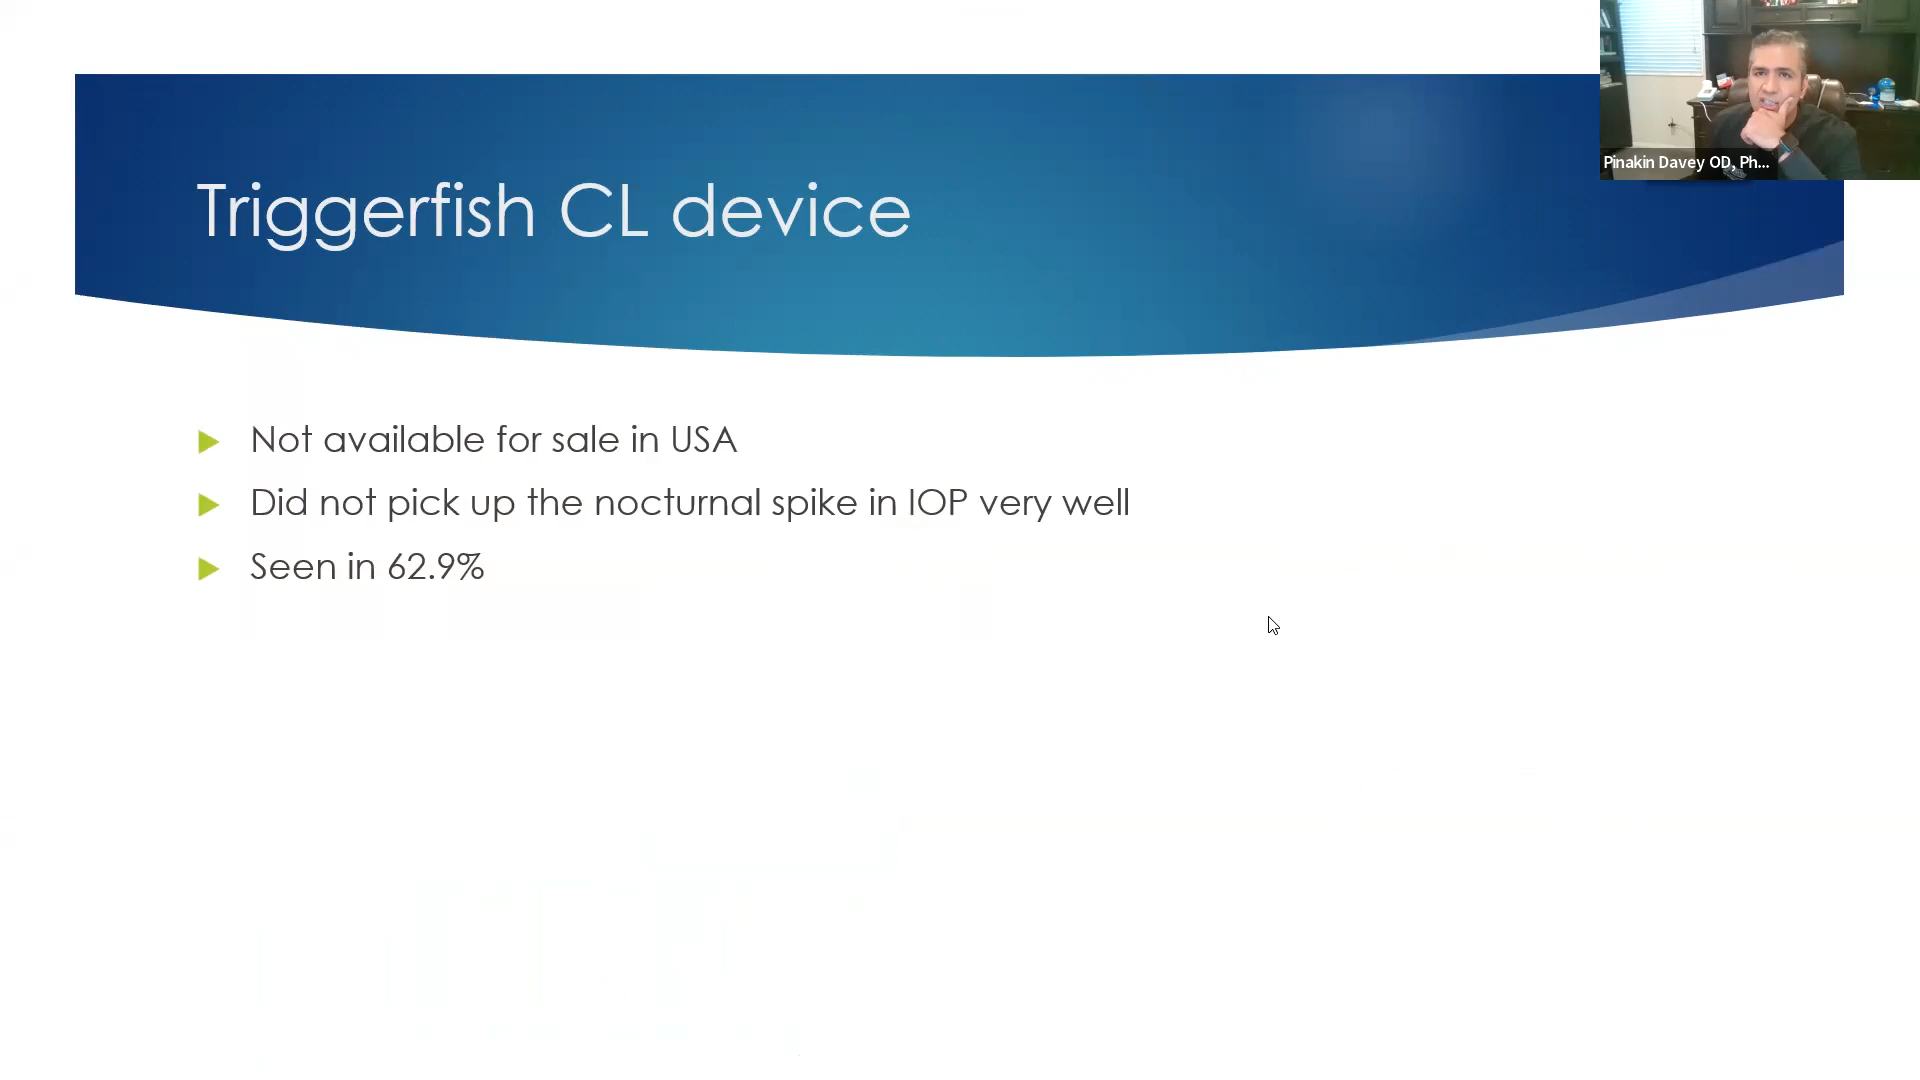 Triggerfish CL device
Pinakin Davey OD, Ph...
Not available for sale in USA
Did not pick up the nocturnal spike in IOP very well
Seen in 62.9%